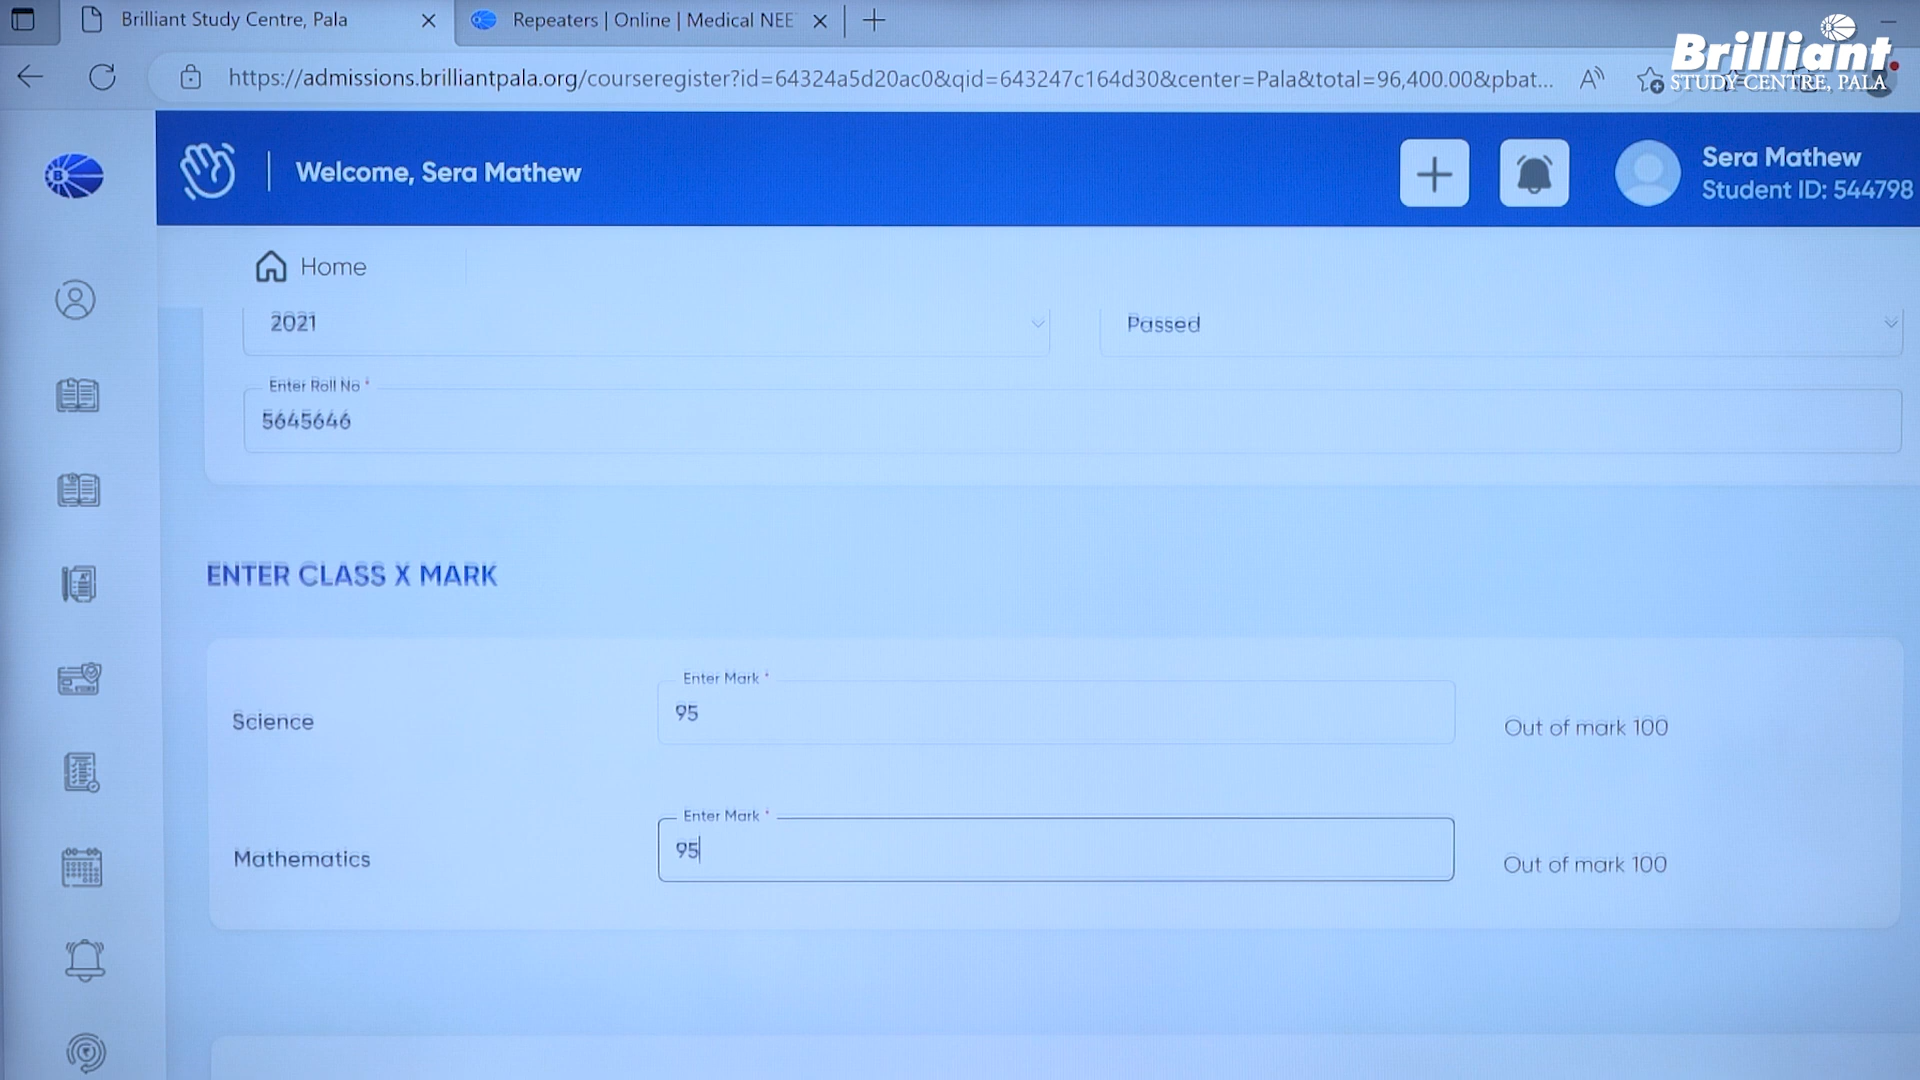 Brilliant Study Centre, Pala
Repeaters | Online | Medical NEE
https://admissions.brilliantpala.org/courseregister?id=64324a5d20ac0&qid=643247c164d30&center=Pala&total=96,400.00&pbat...
Brilliant
STUDY CENTRE, PALA
Welcome, Sera Mathew
Sera Mathew
Student ID: 544798
Home
2021
Passed
Enter Roll No *
5645646
ENTER CLASS X MARK
Science
Enter Mark *
95
Out of mark 100
Mathematics
Enter Mark *
95
Out of mark 100